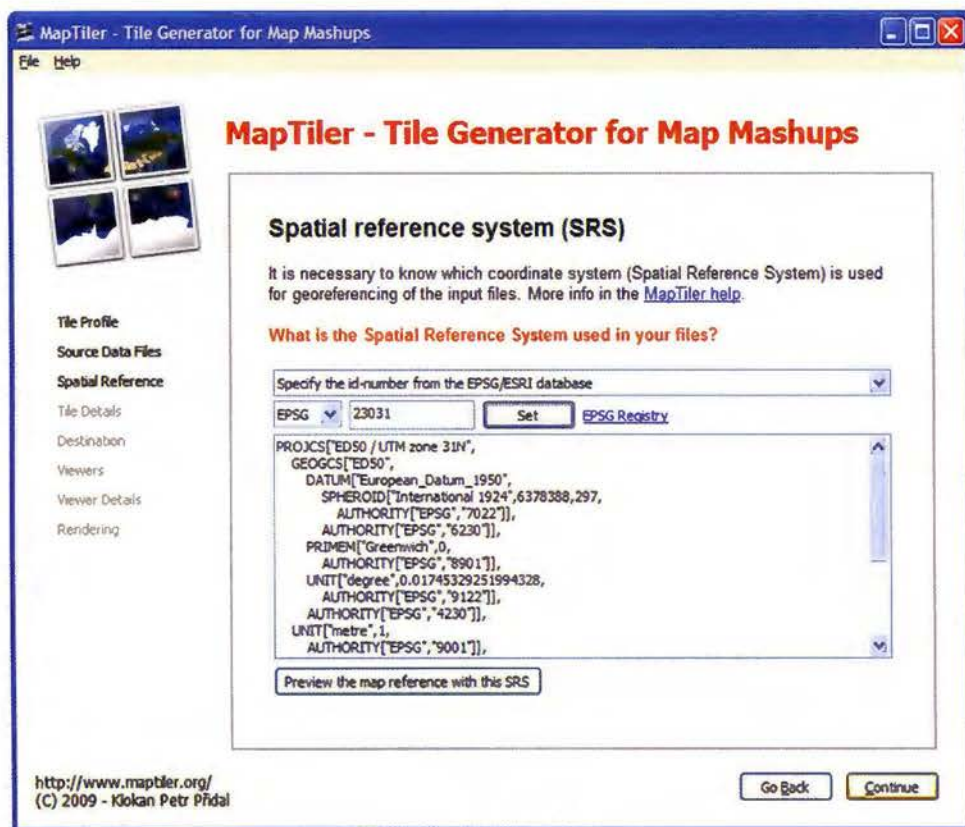 MapTiler - Tile Generator for Map Mashups
File Help
MapTiler - Tile Generator for Map Mashups
Spatial reference system (SRS)
It is necessary to know which coordinate system (Spatial Reference System) is used
for georeferencing of the input files. More info in the MapTiler help.
What is the Spatial Reference System used in your files?
Tile Profile
Source Data Files
Spatial Reference
Tile Details
Destination
Viewers
Viewer Details
Rendering
Specify the id-number from the EPSG/ESRI database
EPSG 23031 Set EPSG Registry
PROJCS["ED50 / UTM zone 31N",
GEOGCS["ED50",
DATUM["European_Datum_1950",
SPHEROID["International 1924",6378388,297,
AUTHORITY["EPSG","7022"]],
AUTHORITY["EPSG","6230"]],
PRIMEM["Greenwich",0,
AUTHORITY["EPSG","8901"]],
UNIT["degree",0.01745329251994328,
AUTHORITY["EPSG","9122"]],
AUTHORITY["EPSG","4230"]],
UNIT["metre",1,
AUTHORITY["EPSG","9001"]],
Preview the map reference with this SRS
http://www.maptiler.org/
(C) 2009 - Klokan Petr Přidal
Go Back Continue